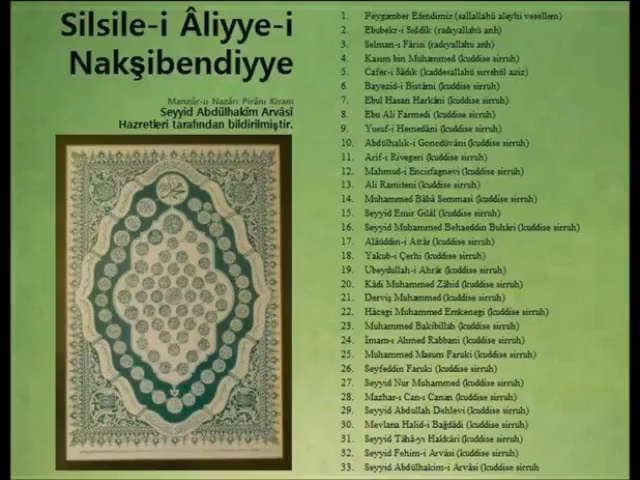 Silsile-i Âliyye-i
Nakşibendiyye
Manzûr-u Nazârı Pîrânı Kiram
Seyyid Abdülhakîm Arvâsî
Hazretleri tarafından bildirilmiştir.
1. Peygamber Efendimiz (sallallahü aleyhi vesellem)
2. Ebubekr-i Sıddîk (radıyallahü anh)
3. Selman-ı Fârisi (radıyallahü anh)
4. Kasım bin Muhammed (kuddise sirruh)
5. Cafer-i Sâdık (kaddesallahü sirrehül aziz)
6. Bayezid-i Bistâmi (kuddise sirruh)
7. Ebul Hasan Harkâni (kuddise sirruh)
8. Ebu Ali Farmedi (kuddise sirruh)
9. Yusuf-i Hemedâni (kuddise sirruh)
10. Abdülhalık-i Goncdüvâni (kuddise sirruh)
11. Arif-i Rivegeri (kuddise sirruh)
12. Mahmud-i Encirfagnevi (kuddise sirruh)
13. Ali Ramiteni (kuddise sirruh)
14. Muhammed Bâbâ Semmasi (kuddise sirruh)
15. Seyyid Emir Gilâl (kuddise sirruh)
16. Seyyid Muhammed Behaeddin Buhâri (kuddise sirruh)
17. Alâüddin-i Attâr (kuddise sirruh)
18. Yakub-i Çerhi (kuddise sirruh)
19. Ubeydullah-i Ahrâr (kuddise sirruh)
20. Kâdi Muhammed Zâhid (kuddise sirruh)
21. Derviş Muhammed (kuddise sirruh)
22. Hâcegi Muhammed Emkenegi (kuddise sirruh)
23. Muhammed Bakibillah (kuddise sirruh)
24. İmam-ı Ahmed Rabbani (kuddise sirruh)
25. Muhammed Masum Faruki (kuddise sirruh)
26. Seyfeddin Faruki (kuddise sirruh)
27. Seyyid Nur Muhammed (kuddise sirruh)
28. Mazhar-ı Can-ı Canan (kuddise sirruh)
29. Seyyid Abdullah Dehlevi (kuddise sirruh)
30. Mevlana Halid-i Bağdâdi (kuddise sirruh)
31. Seyyid Tâhâ-yı Hakkâri (kuddise sirruh)
32. Seyyid Fehim-i Arvâsi (kuddise sirruh)
33. Seyyid Abdülhakim-i Arvâsi (kuddise sirruh